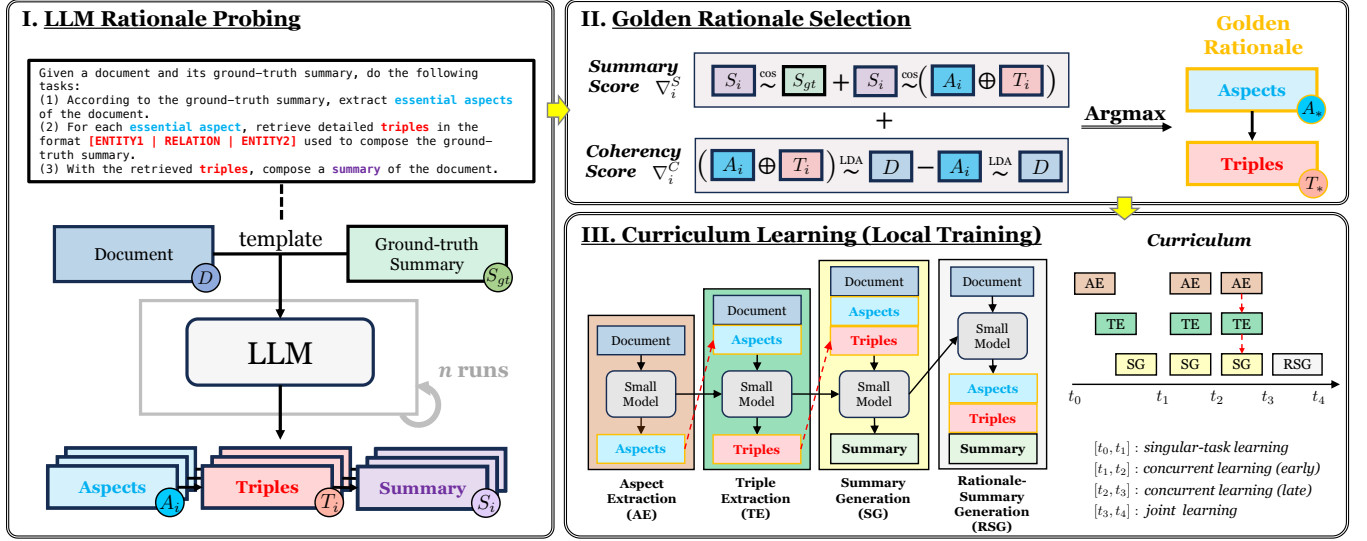 I. LLM Rationale Probing
Given a document and its ground-truth summary, do the following
tasks:
(1) According to the ground-truth summary, extract essential aspects
of the document.
(2) For each essential aspect, retrieve detailed triples in the
format [ENTITY1 | RELATION | ENTITY2] used to compose the ground-
truth summary.
(3) With the retrieved triples, compose a summary of the document.
template
Document
D
Ground-truth
Summary
S_gt
LLM
n runs
Aspects
A_i
Triples
T_i
Summary
S_i
II. Golden Rationale Selection
Summary
Score ∇_i^S
S_i cos ~ S_gt + S_i cos ~ (A_i ⊕ T_i)
+
Coherency
Score ∇_i^C
(A_i ⊕ T_i) LDA ~ D − A_i LDA ~ D
Argmax
Golden
Rationale
Aspects
A_*
Triples
T_*
III. Curriculum Learning (Local Training)
Document
Small
Model
Aspects
Aspect
Extraction
(AE)
Document
Aspects
Small
Model
Triples
Triple
Extraction
(TE)
Document
Aspects
Triples
Small
Model
Summary
Summary
Generation
(SG)
Document
Small
Model
Aspects
Triples
Summary
Rationale-
Summary
Generation
(RSG)
Curriculum
AE AE AE
TE TE TE
SG SG SG RSG
t_0 t_1 t_2 t_3 t_4
[t_0, t_1] : singular-task learning
[t_1, t_2] : concurrent learning (early)
[t_2, t_3] : concurrent learning (late)
[t_3, t_4] : joint learning